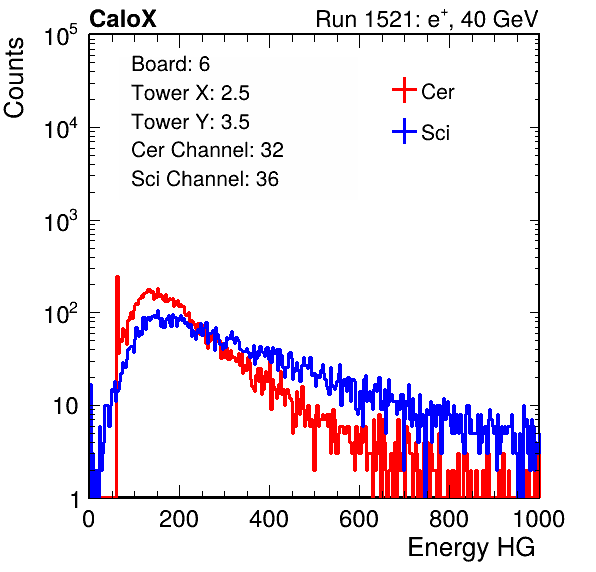 CaloX Run 1521: e+, 40 GeV
Counts
Board: 6
Tower X: 2.5
Tower Y: 3.5
Cer Channel: 32
Sci Channel: 36
Cer
Sci
10^5
10^4
10^3
10^2
10
1
0 200 400 600 800 1000
Energy HG